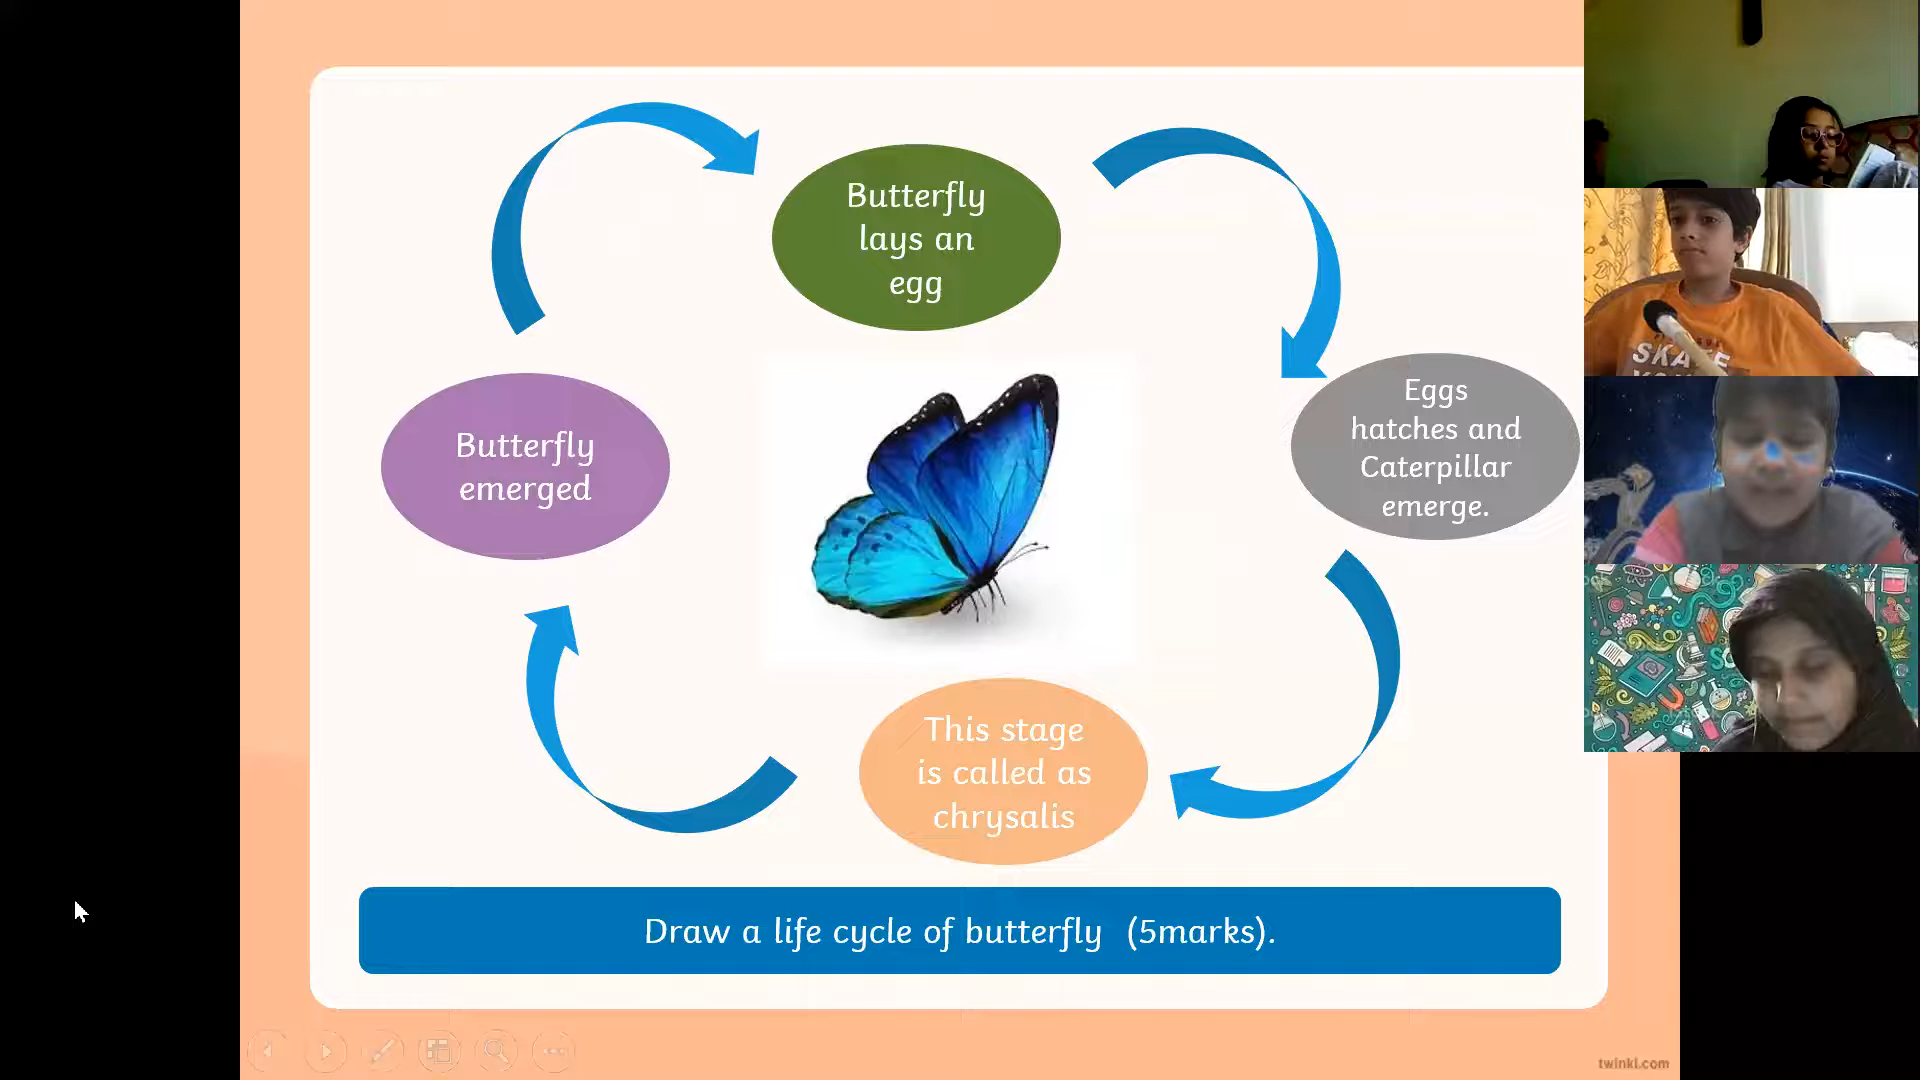 Butterfly
lays an
egg
Eggs
hatches and
Caterpillar
emerge.
This stage
is called as
chrysalis
Butterfly
emerged
Draw a life cycle of butterfly (5marks).
SKATE
twinkl.com